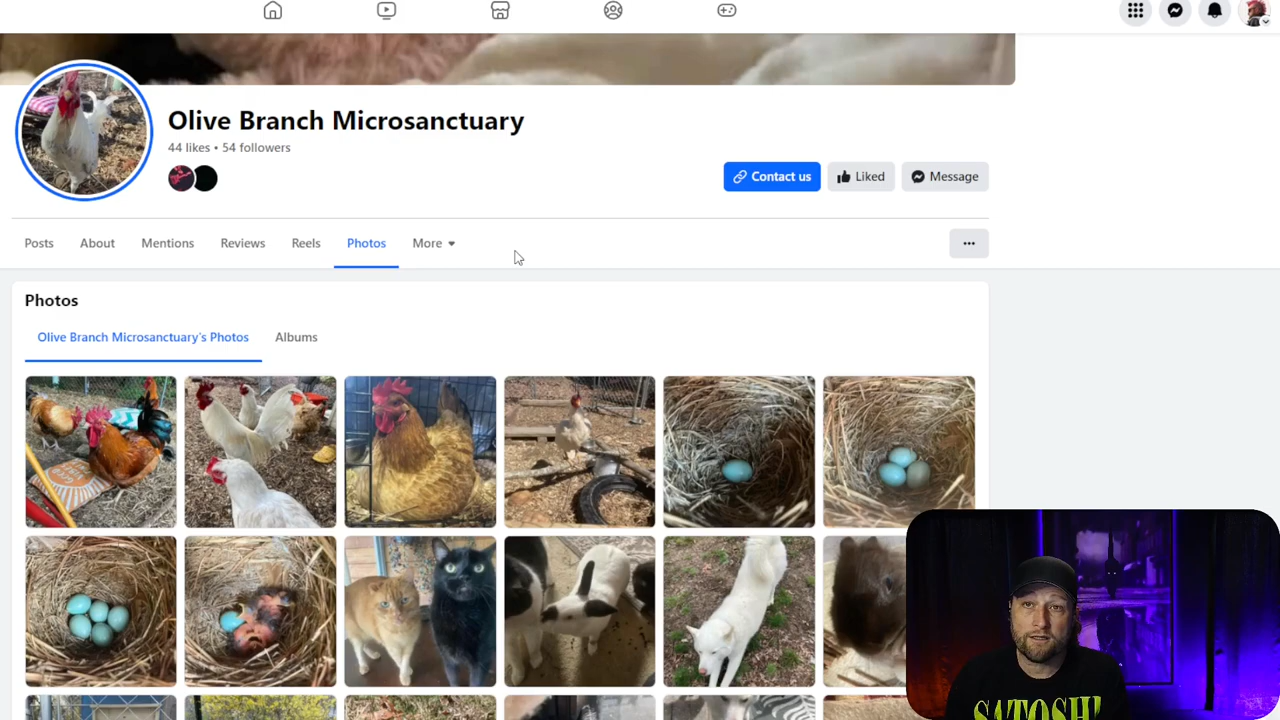 Olive Branch Microsanctuary
44 likes • 54 followers
Contact us
Liked
Message
Posts
About
Mentions
Reviews
Reels
Photos
More
Photos
Olive Branch Microsanctuary's Photos
Albums
SATOSHI